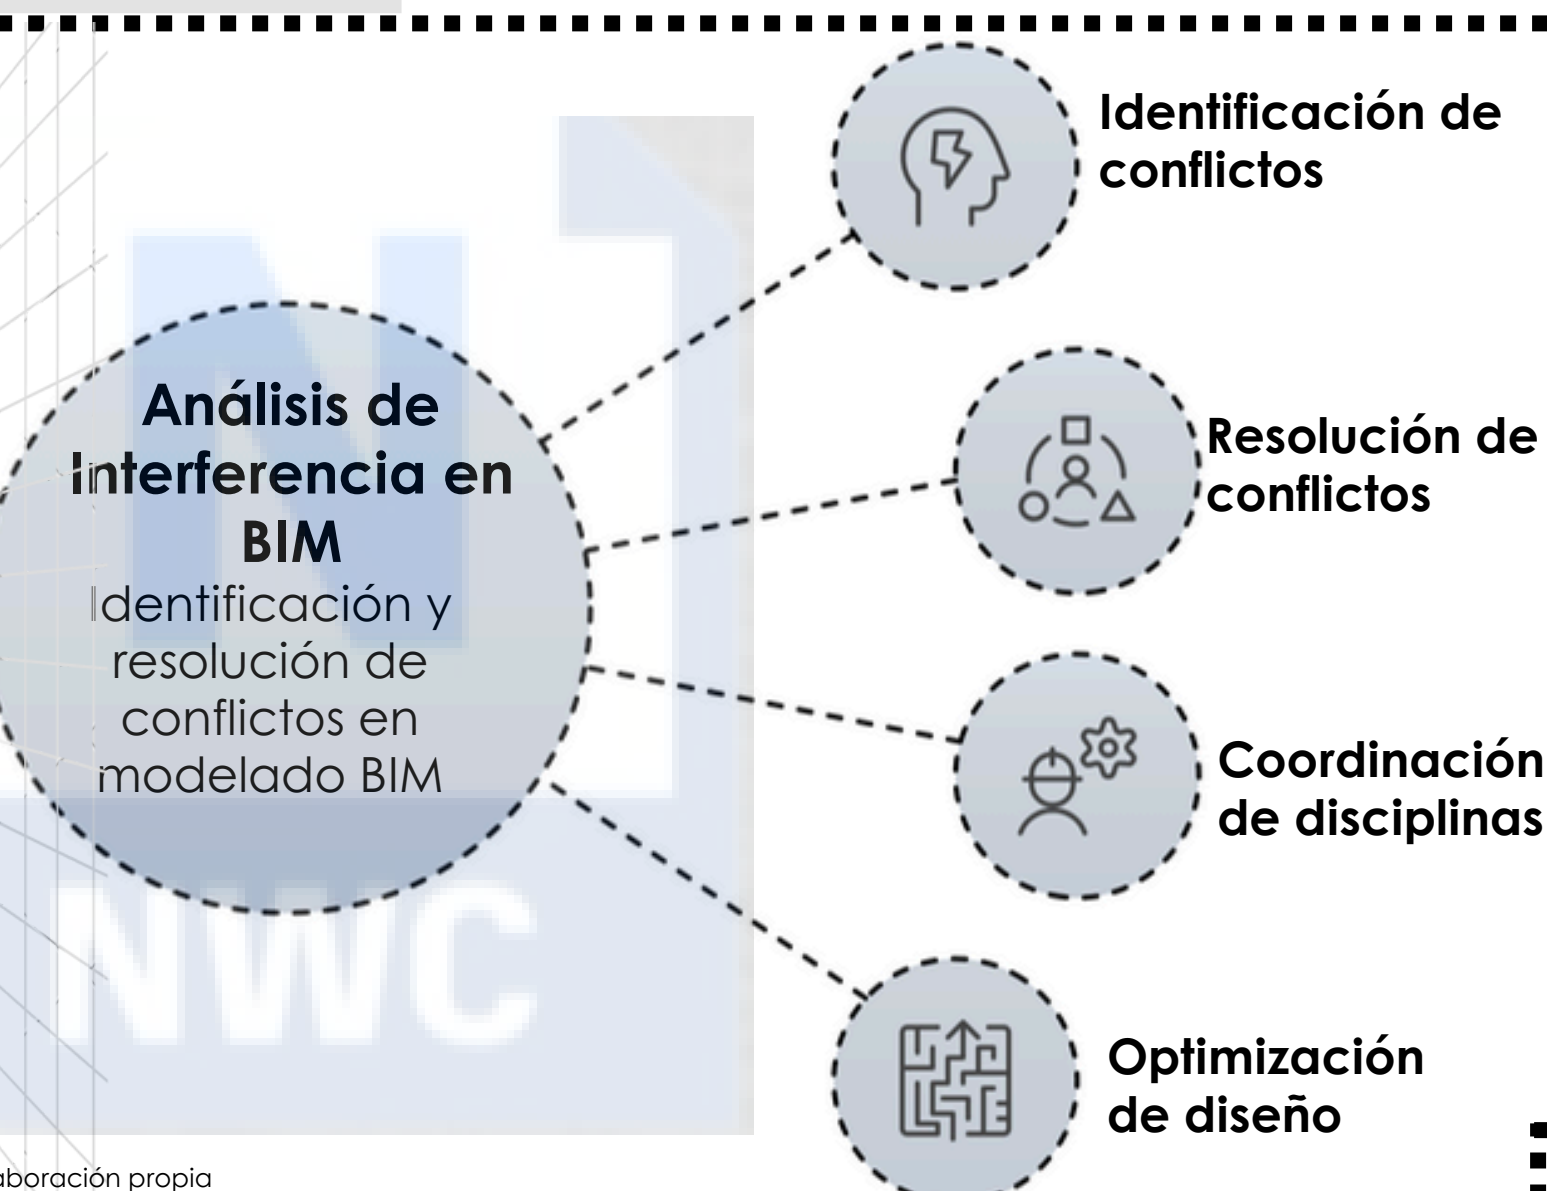 Análisis de
Interferencia en
BIM
Identificación y
resolución de
conflictos en
modelado BIM
NWC
Identificación de
conflictos
Resolución de
conflictos
Coordinación
de disciplinas
Optimización
de diseño
propia